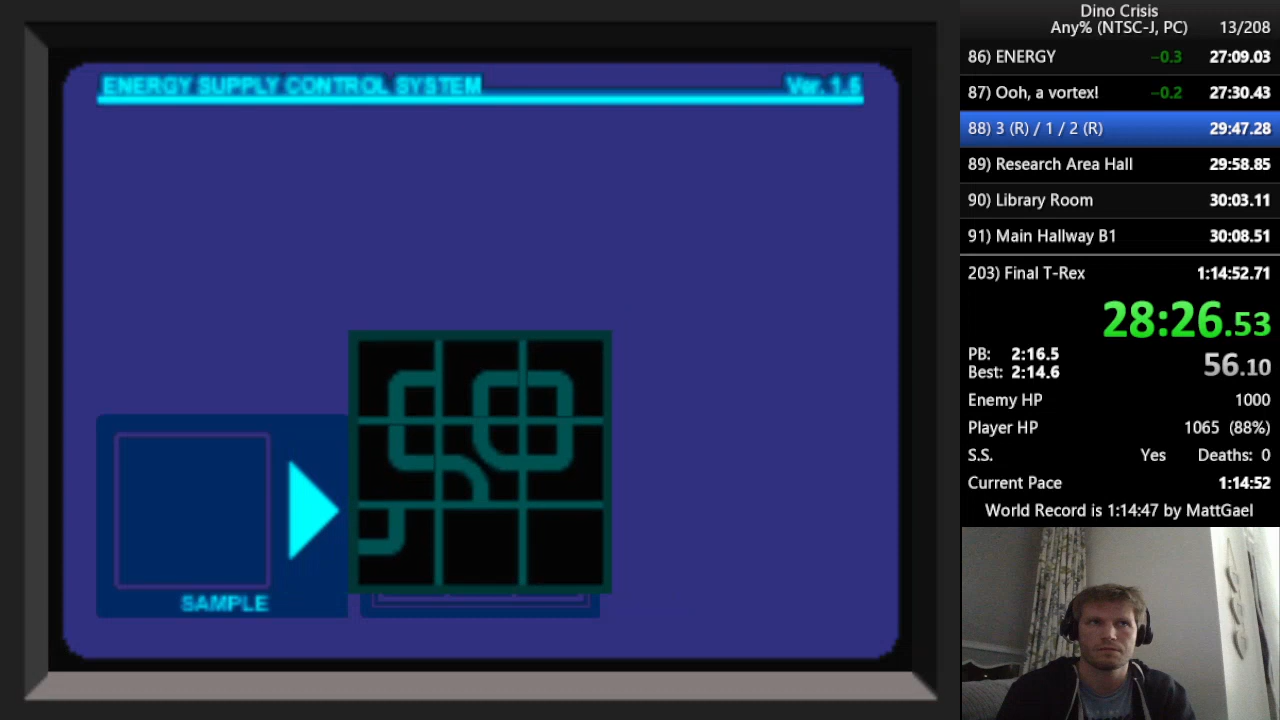 ENERGY SUPPLY CONTROL SYSTEM Ver. 1.5
SAMPLE
Dino Crisis
Any% (NTSC-J, PC) 13/208
86) ENERGY −0.3 27:09.03
87) Ooh, a vortex! −0.2 27:30.43
88) 3 (R) / 1 / 2 (R) 29:47.28
89) Research Area Hall 29:58.85
90) Library Room 30:03.11
91) Main Hallway B1 30:08.51
203) Final T-Rex 1:14:52.71
28:26.53
PB: 2:16.5
Best: 2:14.6
56.10
Enemy HP 1000
Player HP 1065 (88%)
S.S. Yes Deaths: 0
Current Pace 1:14:52
World Record is 1:14:47 by MattGael